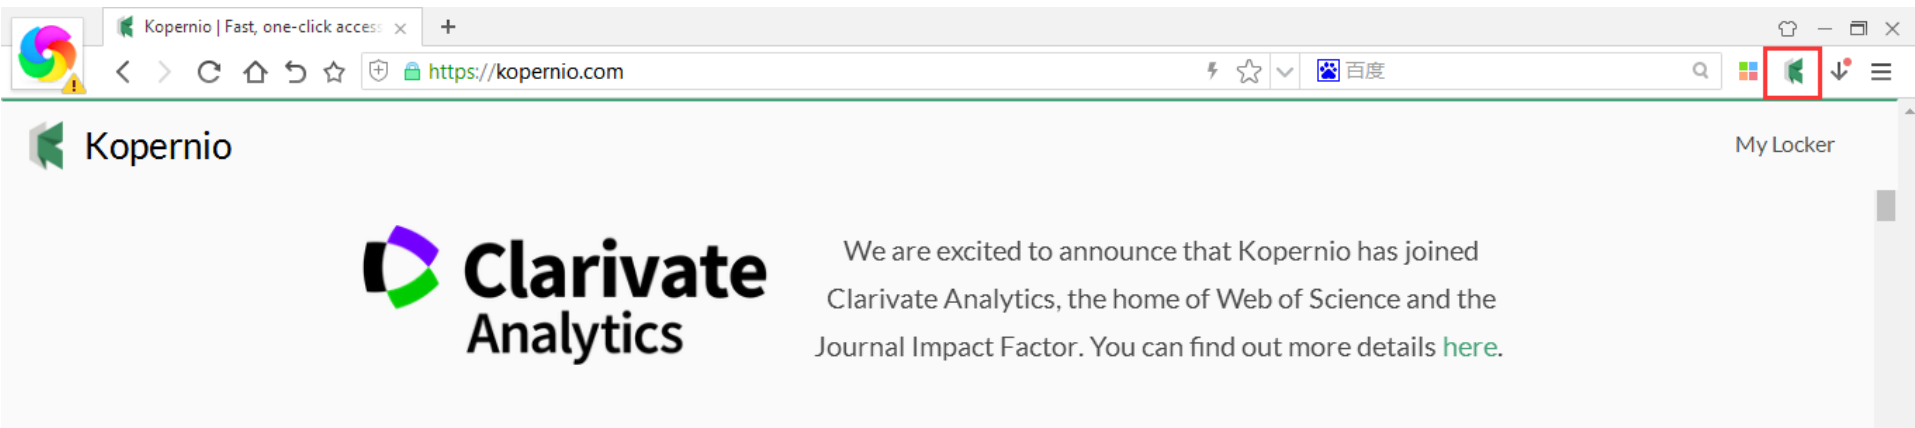 Kopernio | Fast, one-click access
https://kopernio.com
百度
Kopernio
My Locker
Clarivate
Analytics
We are excited to announce that Kopernio has joined
Clarivate Analytics, the home of Web of Science and the
Journal Impact Factor. You can find out more details here.